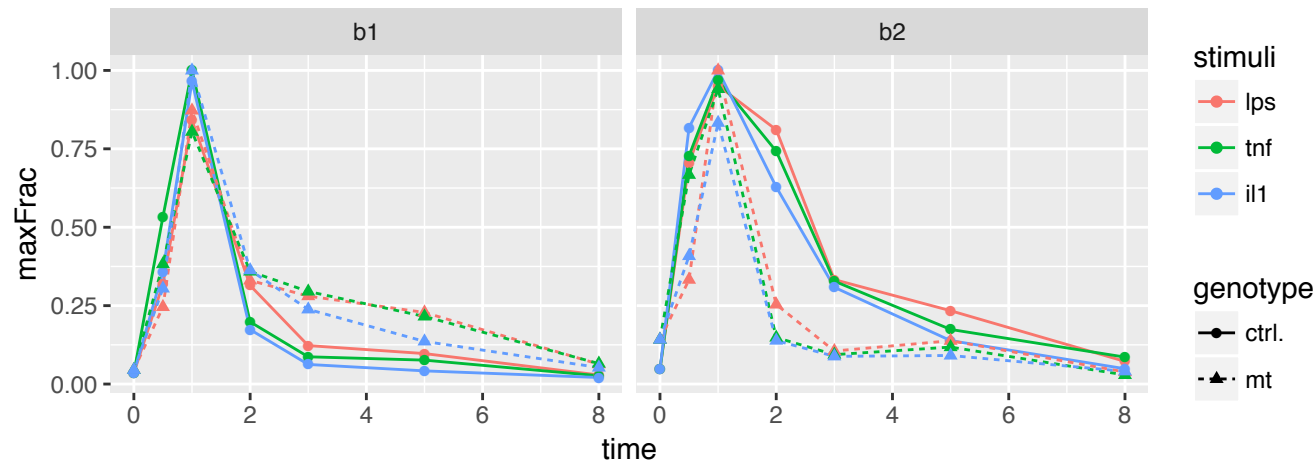 b1
b2
1.00
0.75
0.50
0.25
0.00
maxFrac
0 2 4 6 8
0 2 4 6 8
time
stimuli
lps
tnf
il1
genotype
ctrl.
mt